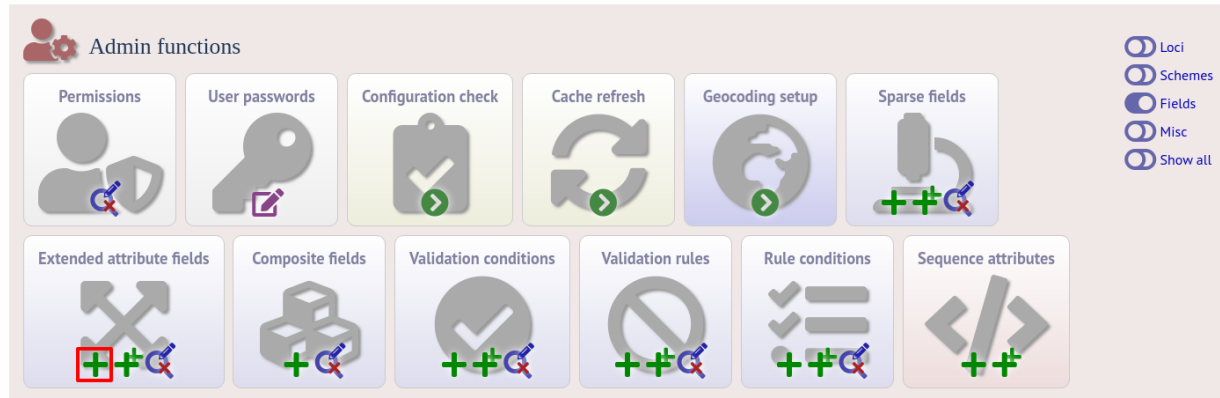 Admin functions
Loci
Schemes
Fields
Misc
Show all
Permissions
User passwords
Configuration check
Cache refresh
Geocoding setup
Sparse fields
Extended attribute fields
Composite fields
Validation conditions
Validation rules
Rule conditions
Sequence attributes